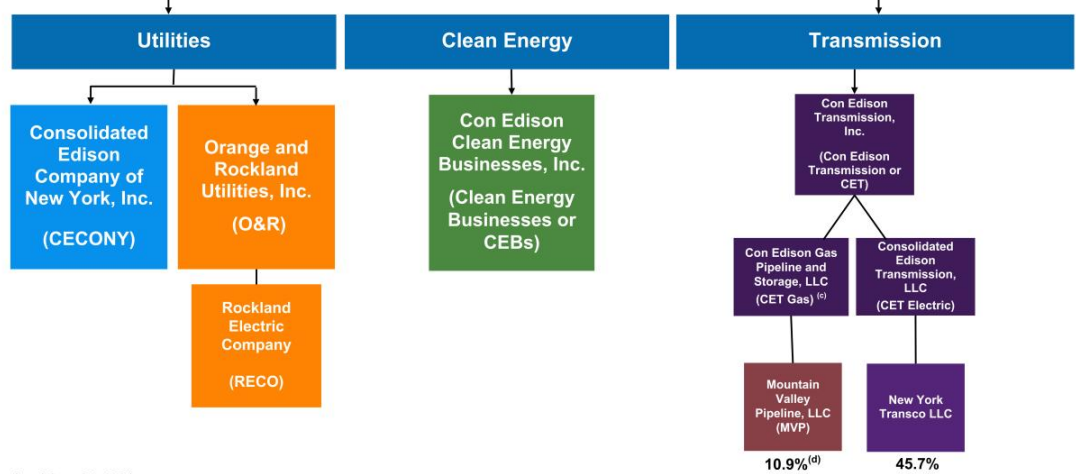 Utilities
Clean Energy
Transmission
Consolidated
Edison
Company of
New York, Inc.
(CECONY)
Orange and
Rockland
Utilities, Inc.
(O&R)
Rockland
Electric
Company
(RECO)
Con Edison
Clean Energy
Businesses, Inc.
(Clean Energy
Businesses or
CEBs)
Con Edison
Transmission,
Inc.
(Con Edison
Transmission or
CET)
Con Edison Gas
Pipeline and
Storage, LLC
(CET Gas) (c)
Consolidated
Edison
Transmission,
LLC
(CET Electric)
Mountain
Valley
Pipeline, LLC
(MVP)
10.9%(d)
New York
Transco LLC
45.7%